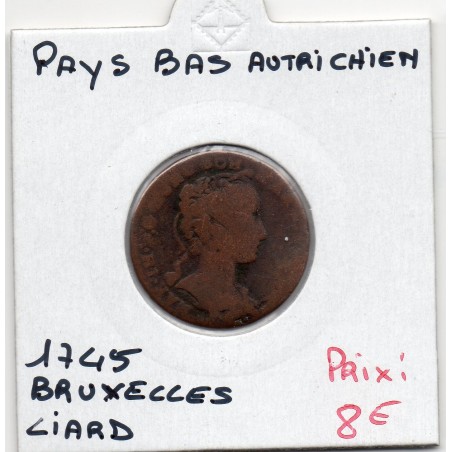 PAYS BAS AUTRICHIEN
1745
BRUXELLES
LIARD
Prix:
8€